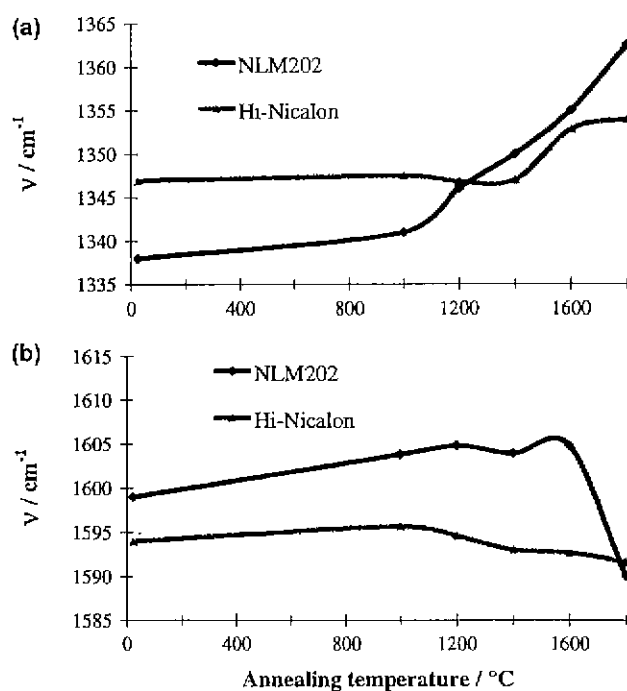 (a)
1365
1360
1355
1350
1345
1340
1335
ν / cm-1
NLM202
Hi-Nicalon
0
400
800
1200
1600
(b)
1615
1610
1605
1600
1595
1590
1585
ν / cm-1
NLM202
Hi-Nicalon
0
400
800
1200
1600
Annealing temperature / °C